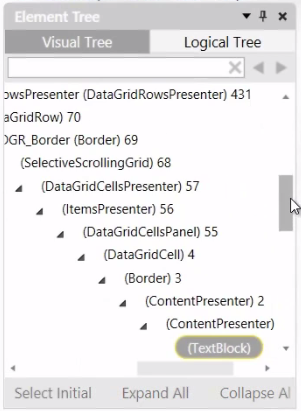 Element Tree
Visual Tree Logical Tree
owsPresenter (DataGridRowsPresenter) 431
aGridRow) 70
DGR_Border (Border) 69
(SelectiveScrollingGrid) 68
(DataGridCellsPresenter) 57
(ItemsPresenter) 56
(DataGridCellsPanel) 55
(DataGridCell) 4
(Border) 3
(ContentPresenter) 2
(ContentPresenter)
(TextBlock)
Select Initial Expand All Collapse Al